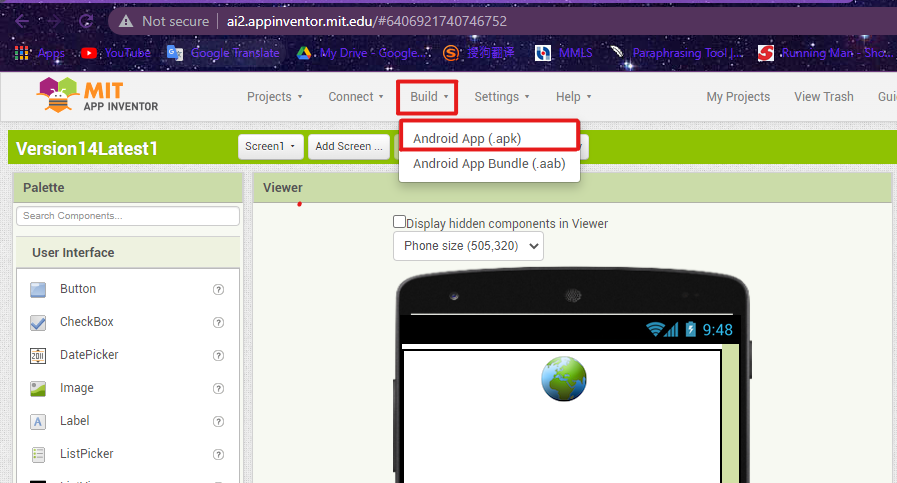 Not secure | ai2.appinventor.mit.edu/#6406921740746752
Apps YouTube Google Translate My Drive - Google... 搜狗翻译 MMLS Paraphrasing Tool |... Running Man - Sho...
MIT
APP INVENTOR
Projects Connect Build Settings Help My Projects View Trash Gui
Android App (.apk)
Android App Bundle (.aab)
Version14Latest1 Screen1 Add Screen ...
Palette Viewer
Search Components...
Display hidden components in Viewer
Phone size (505,320)
User Interface
Button ?
CheckBox ?
2011 DatePicker ?
Image ?
A Label ?
ListPicker ?
9:48